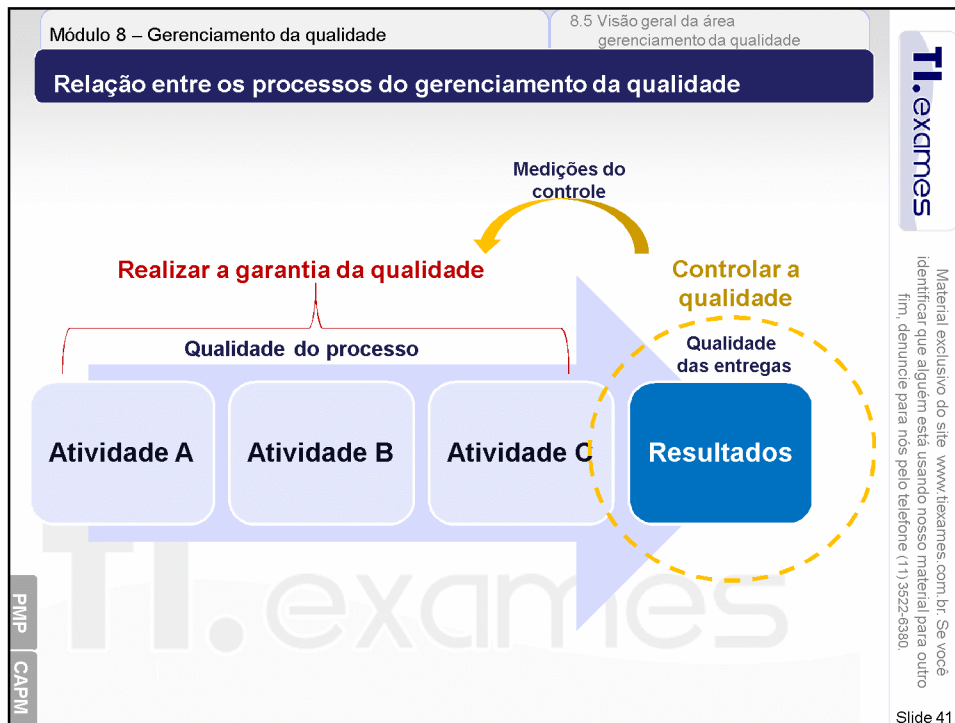 Módulo 8 – Gerenciamento da qualidade
8.5 Visão geral da área
gerenciamento da qualidade
Relação entre os processos do gerenciamento da qualidade
Medições do
controle
Realizar a garantia da qualidade
Controlar a
qualidade
Qualidade do processo
Qualidade
das entregas
Atividade A
Atividade B
Atividade C
Resultados
TI.exames
PMP
CAPM
TI.exames
Material exclusivo do site www.tiexames.com.br. Se você
identificar que alguém está usando nosso material para outro
fim, denuncie para nós pelo telefone (11) 3522-6380.
Slide 41